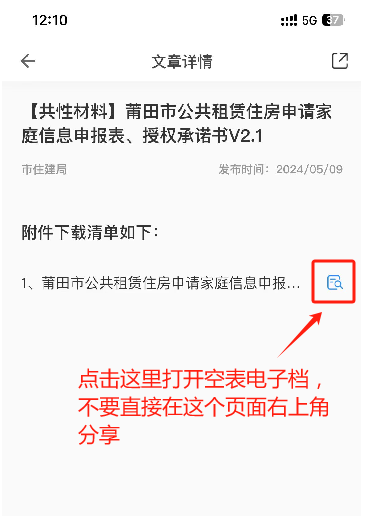 12:10
5G 37
文章详情
【共性材料】莆田市公共租赁住房申请家
庭信息申报表、授权承诺书V2.1
市住建局
发布时间：2024/05/09
附件下载清单如下：
1、莆田市公共租赁住房申请家庭信息申报...
点击这里打开空表电子档，
不要直接在这个页面右上角
分享